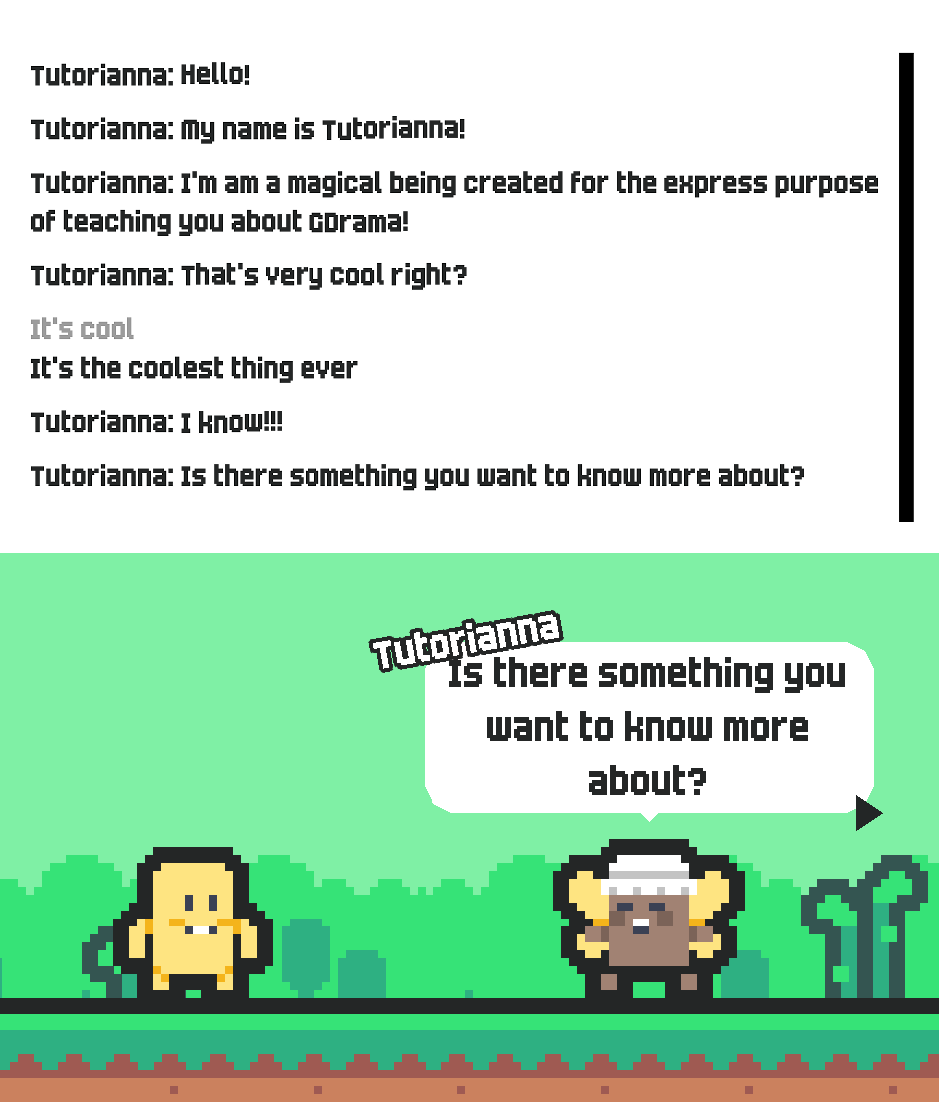 Tutorianna: Hello!
Tutorianna: My name is Tutorianna!
Tutorianna: I'm am a magical being created for the express purpose
of teaching you about GDrama!
Tutorianna: That's very cool right?
It's cool
It's the coolest thing ever
Tutorianna: I know!!!
Tutorianna: Is there something you want to know more about?
Tutorianna
Is there something you
want to know more
about?